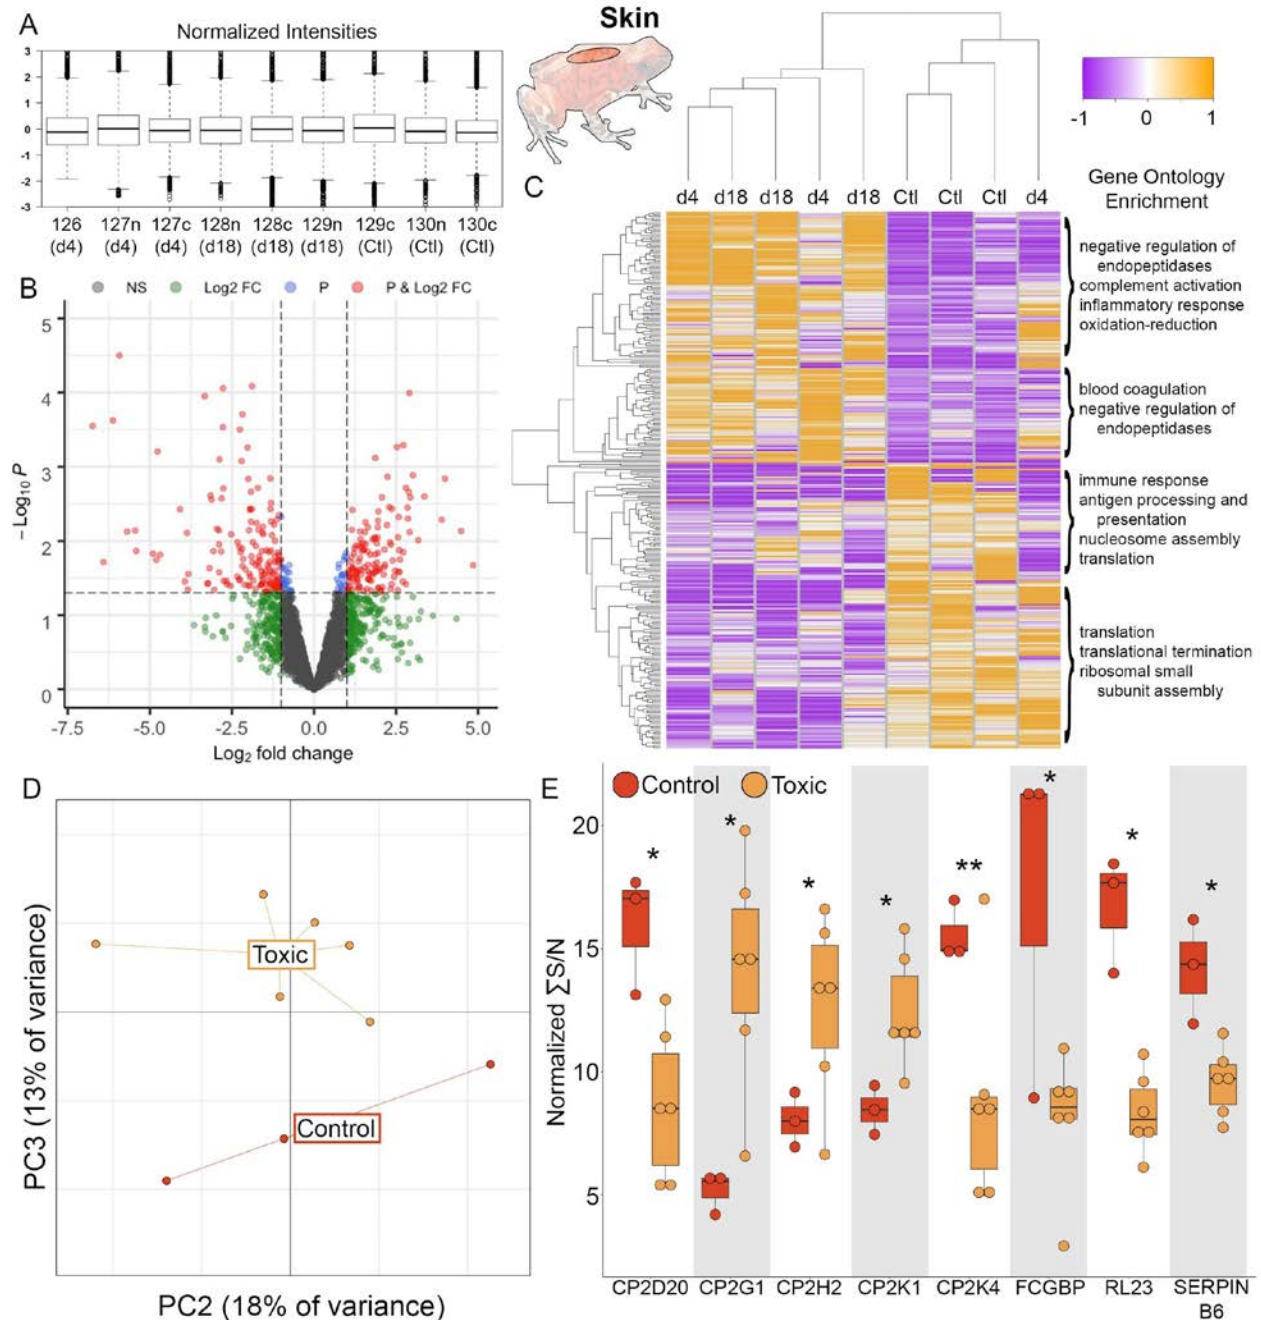 A
Normalized Intensities
3
2
1
0
-1
-2
-3
126 127n 127c 128n 128c 129n 129c 130n 130c
(d4) (d4) (d4) (d18) (d18) (d18) (Ctl) (Ctl) (Ctl)
Skin
-1 1
C
d4 d18 d18 d4 d18 Ctl Ctl Ctl d4
Gene Ontology
Enrichment
negative regulation of
endopeptidases
complement activation
inflammatory response
oxidation-reduction
blood coagulation
negative regulation of
endopeptidases
immune response
antigen processing and
presentation
nucleosome assembly
translation
translation
translational termination
ribosomal small
subunit assembly
B
NS Log2 FC P P & Log2 FC
5
4
3
2
1
0
− Log10 P
-7.5 -5.0 -2.5 0.0 2.5 5.0
Log2 fold change
D
Toxic
Control
PC3 (13% of variance)
PC2 (18% of variance)
E
Control Toxic
* * * * ** * * *
20
15
10
5
Normalized ∑S/N
CP2D20 CP2G1 CP2H2 CP2K1 CP2K4 FCGBP RL23 SERPIN
B6